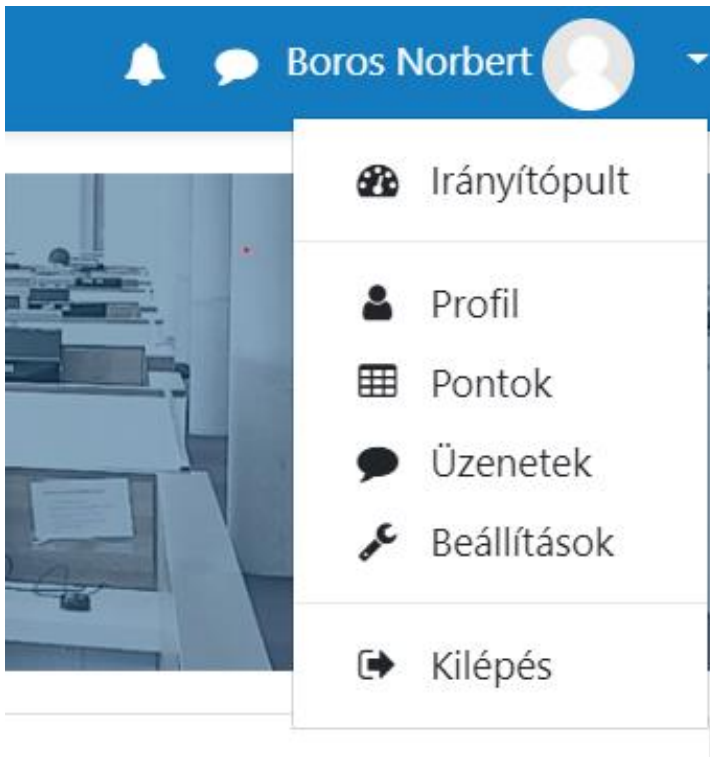 Boros Norbert
Irányítópult
Profil
Pontok
Üzenetek
Beállítások
Kilépés